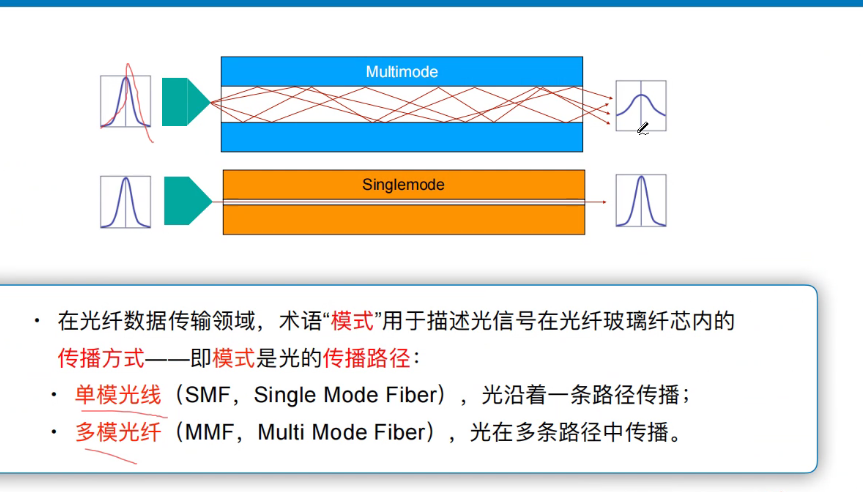 Multimode
Singlemode
• 在光纤数据传输领域，术语“模式”用于描述光信号在光纤玻璃纤芯内的
传播方式——即模式是光的传播路径：
• 单模光线（SMF，Single Mode Fiber），光沿着一条路径传播；
• 多模光纤（MMF，Multi Mode Fiber），光在多条路径中传播。